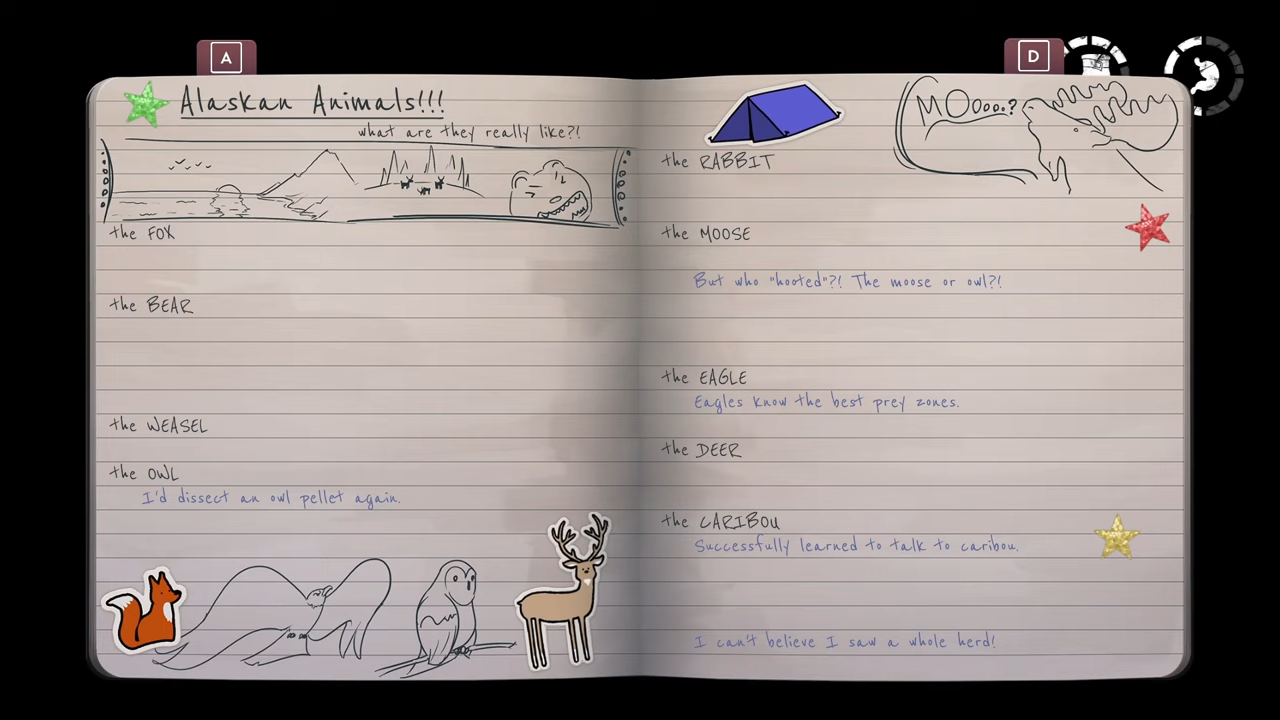 A
D
Alaskan Animals!!!
what are they really like?!
the FOX
the BEAR
the WEASEL
the OWL
I'd dissect an owl pellet again.
MOooo.?
the RABBIT
the MOOSE
But who "hooted"?! The moose or owl?!
the EAGLE
Eagles know the best prey zones.
the DEER
the CARIBOU
Successfully learned to talk to caribou.
I can't believe I saw a whole herd!